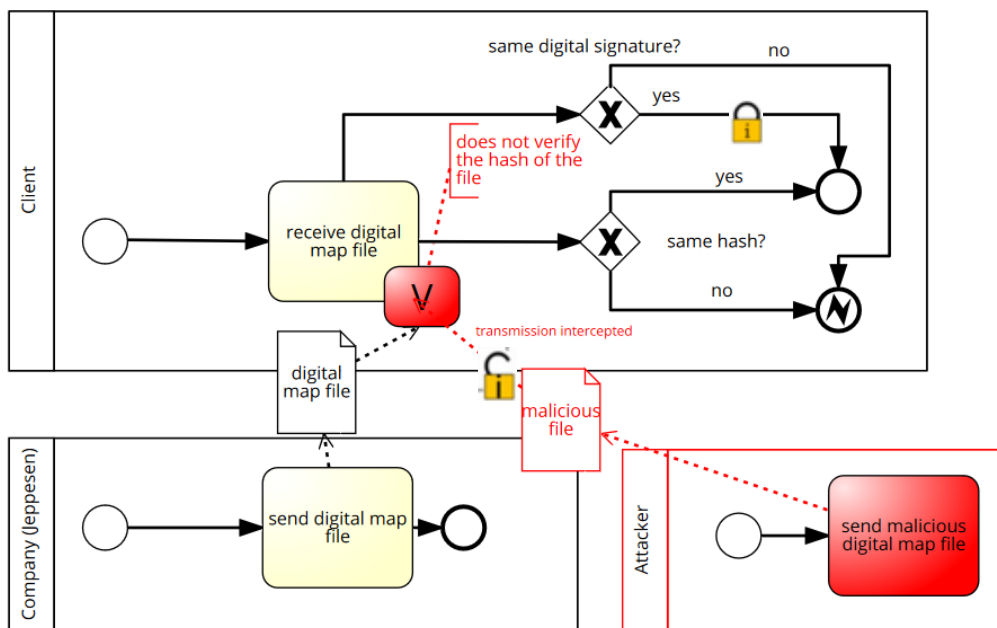 Client
same digital signature?
no
yes
X
does not verify
the hash of the
file
receive digital
map file
yes
X
same hash?
no
V
transmission intercepted
digital
map file
i
i
malicious
file
Company (Jeppesen)
send digital map
file
Attacker
send malicious
digital map file